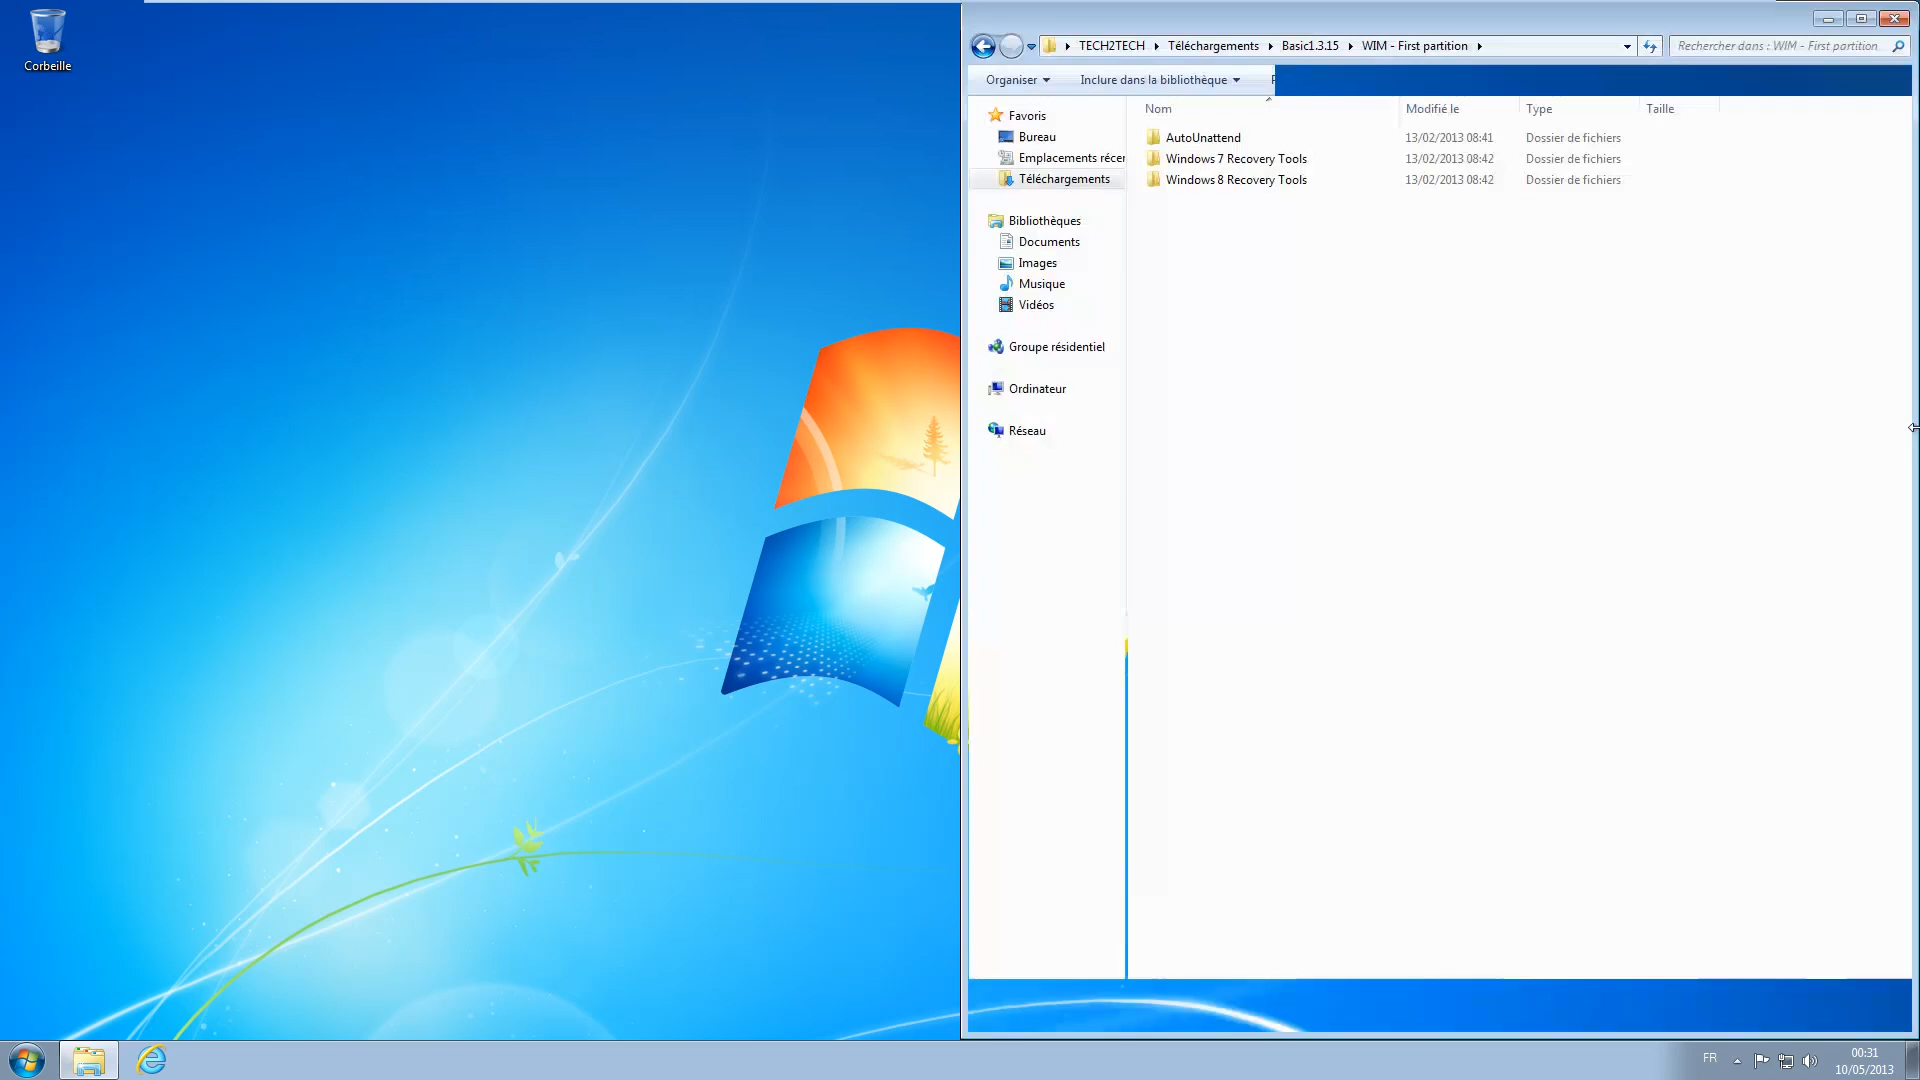 Corbeille
TECH2TECH
Téléchargements
Basic1.3.15
WIM - First partition
Rechercher dans : WIM - First partition
Organiser
Inclure dans la bibliothèque
Nom
Modifié le
Type
Taille
AutoUnattend
13/02/2013 08:41
Dossier de fichiers
Windows 7 Recovery Tools
13/02/2013 08:42
Dossier de fichiers
Windows 8 Recovery Tools
13/02/2013 08:42
Dossier de fichiers
Favoris
Bureau
Emplacements récer
Téléchargements
Bibliothèques
Documents
Images
Musique
Vidéos
Groupe résidentiel
Ordinateur
Réseau
FR
00:31
10/05/2013